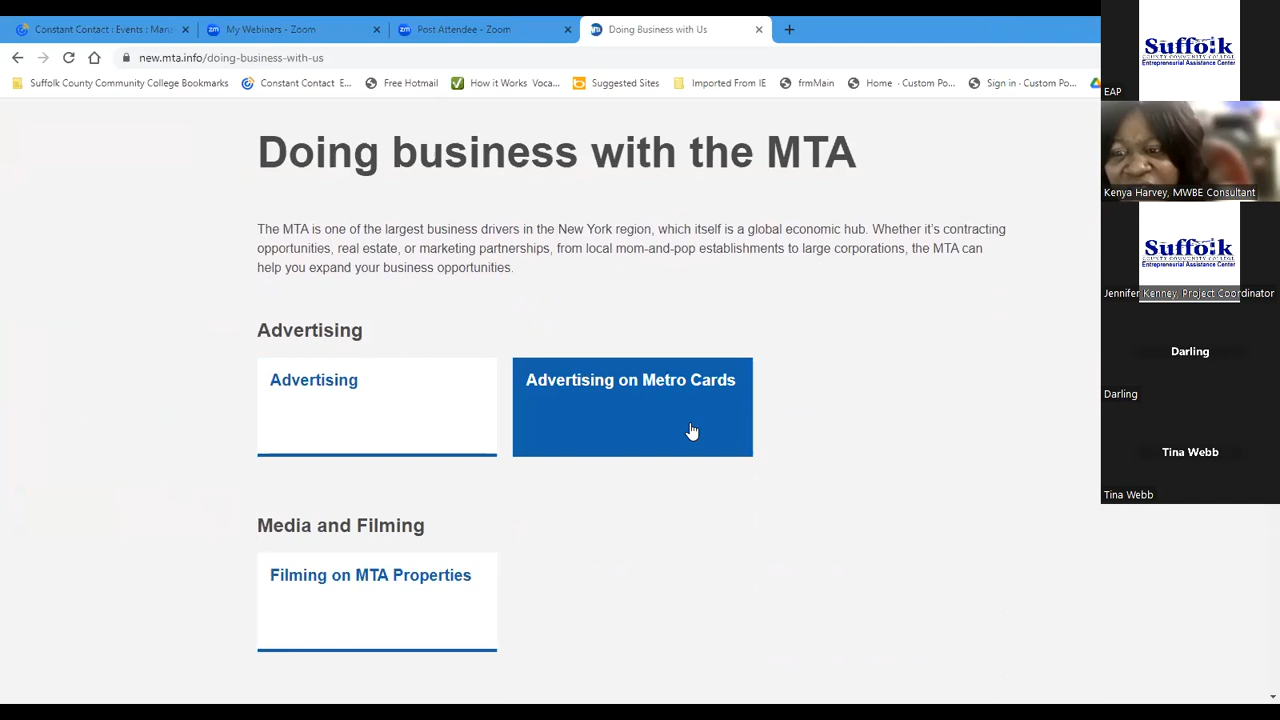 Constant Contact : Events : Mana
My Webinars - Zoom
Post Attendee - Zoom
Doing Business with Us
new.mta.info/doing-business-with-us
Suffolk County Community College Bookmarks
Constant Contact E...
Free Hotmail
How it Works Voca...
Suggested Sites
Imported From IE
frmMain
Home · Custom Po...
Sign in · Custom Po...
Doing business with the MTA
The MTA is one of the largest business drivers in the New York region, which itself is a global economic hub. Whether it's contracting
opportunities, real estate, or marketing partnerships, from local mom-and-pop establishments to large corporations, the MTA can
help you expand your business opportunities.
Advertising
Advertising
Advertising on Metro Cards
Media and Filming
Filming on MTA Properties
Suffolk
COUNTY COMMUNITY COLLEGE
Entrepreneurial Assistance Center
EAP
Kenya Harvey, MWBE Consultant
Suffolk
COUNTY COMMUNITY COLLEGE
Entrepreneurial Assistance Center
Jennifer Kenney, Project Coordinator
Darling
Darling
Tina Webb
Tina Webb